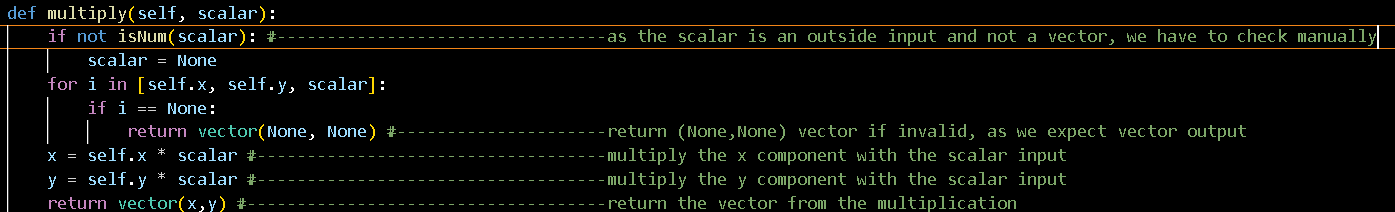 def multiply(self, scalar):
    if not isNum(scalar): #---------------------------------as the scalar is an outside input and not a vector, we have to check manually
        scalar = None
    for i in [self.x, self.y, scalar]:
        if i == None:
            return vector(None, None) #---------------------return (None,None) vector if invalid, as we expect vector output
    x = self.x * scalar #-----------------------------------multiply the x component with the scalar input
    y = self.y * scalar #-----------------------------------multiply the y component with the scalar input
    return vector(x,y) #------------------------------------return the vector from the multiplication